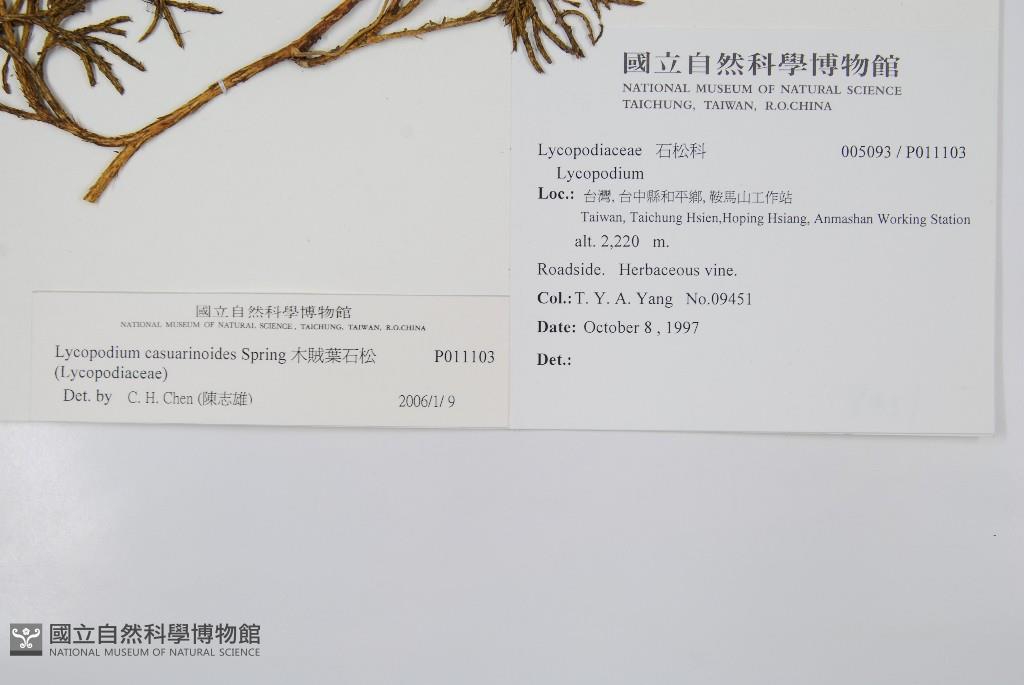 國立自然科學博物館
NATIONAL MUSEUM OF NATURAL SCIENCE
TAICHUNG, TAIWAN, R.O.CHINA
Lycopodiaceae 石松科 005093 / P011103
Lycopodium
Loc.: 台灣, 台中縣和平鄉, 鞍馬山工作站
Taiwan, Taichung Hsien,Hoping Hsiang, Anmashan Working Station
alt. 2,220 m.
Roadside. Herbaceous vine.
Col.: T. Y. A. Yang No.09451
Date: October 8 , 1997
Det.:
國立自然科學博物館
NATIONAL MUSEUM OF NATURAL SCIENCE, TAICHUNG, TAIWAN, R.O.CHINA
Lycopodium casuarinoides Spring 木賊葉石松 P011103
(Lycopodiaceae)
Det. by C. H. Chen (陳志雄) 2006/1/ 9
國立自然科學博物館
NATIONAL MUSEUM OF NATURAL SCIENCE